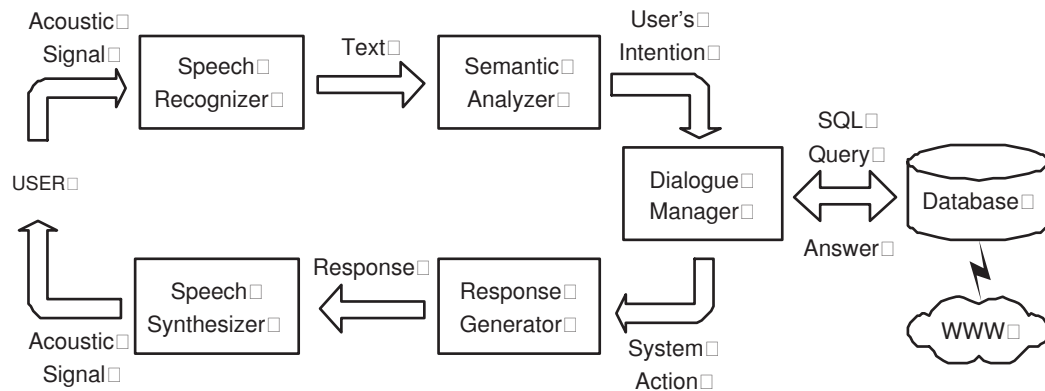 Acoustic
Signal
Speech
Recognizer
Text
Semantic
Analyzer
User's
Intention
Dialogue
Manager
SQL
Query
Answer
Database
WWW
System
Action
Response
Generator
Response
Speech
Synthesizer
Acoustic
Signal
USER